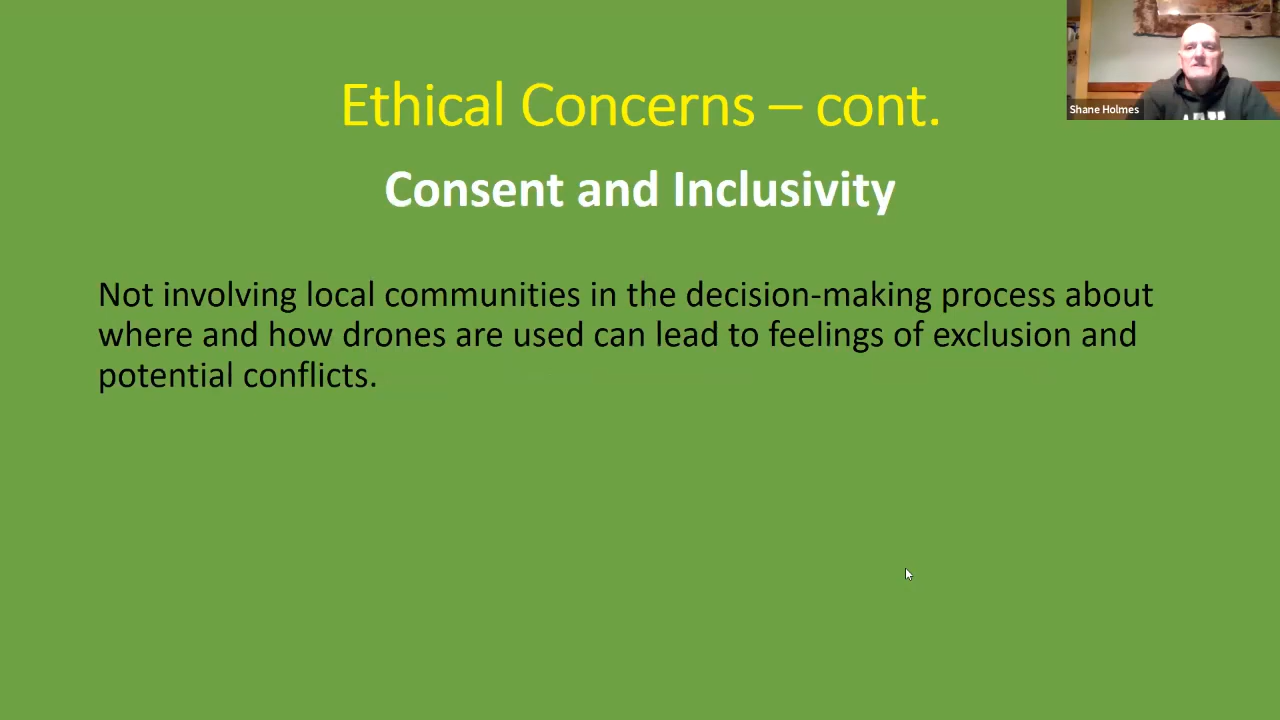 Ethical Concerns – cont.
Consent and Inclusivity
Not involving local communities in the decision-making process about
where and how drones are used can lead to feelings of exclusion and
potential conflicts.
Shane Holmes